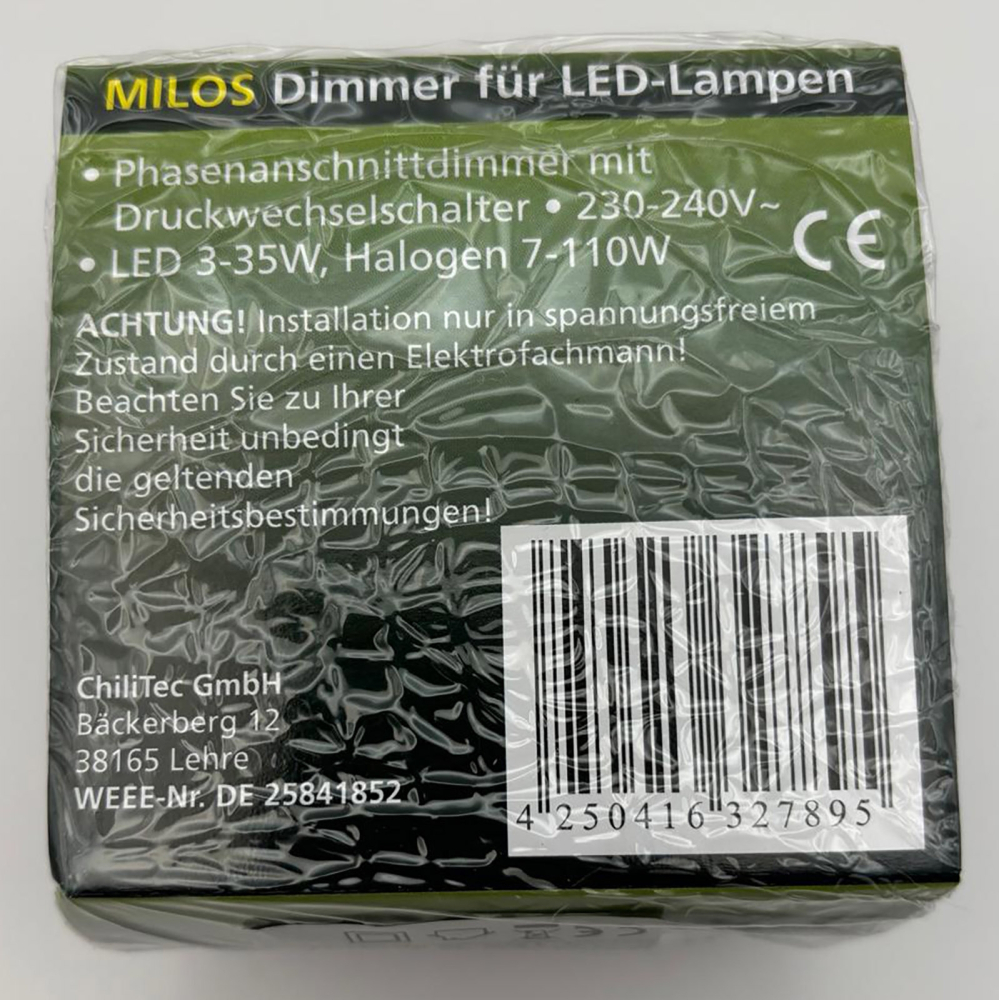 MILOS Dimmer für LED-Lampen
• Phasenanschnittdimmer mit
Druckwechselschalter • 230-240V~
• LED 3-35W, Halogen 7-110W
CE
ACHTUNG! Installation nur in spannungsfreiem
Zustand durch einen Elektrofachmann!
Beachten Sie zu Ihrer
Sicherheit unbedingt
die geltenden
Sicherheitsbestimmungen!
ChiliTec GmbH
Bäckerberg 12
38165 Lehre
WEEE-Nr. DE 25841852
4 250416 327895
CE